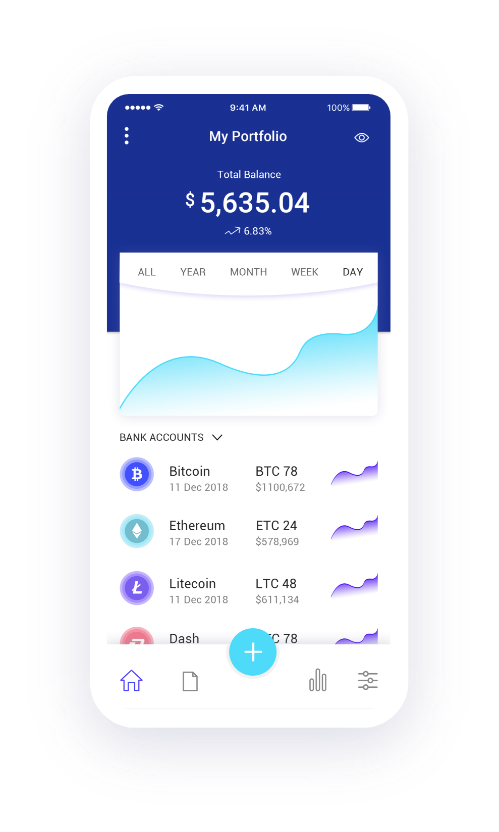 9:41 AM 100%
My Portfolio
Total Balance
$ 5,635.04
6.83%
ALL YEAR MONTH WEEK DAY
BANK ACCOUNTS
Bitcoin BTC 78
11 Dec 2018 $1100,672
Ethereum ETC 24
17 Dec 2018 $578,969
Litecoin LTC 48
11 Dec 2018 $611,134
Dash 78